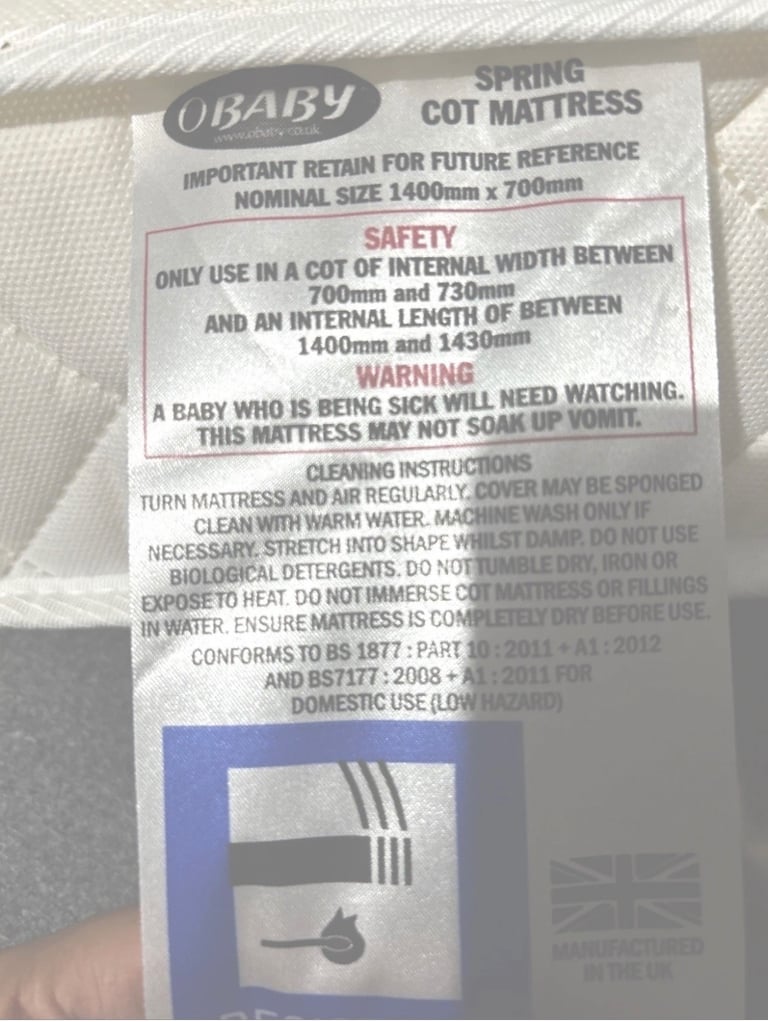 OBABY
www.obaby.co.uk
SPRING
COT MATTRESS
IMPORTANT RETAIN FOR FUTURE REFERENCE
NOMINAL SIZE 1400mm x 700mm
SAFETY
ONLY USE IN A COT OF INTERNAL WIDTH BETWEEN
700mm and 730mm
AND AN INTERNAL LENGTH OF BETWEEN
1400mm and 1430mm
WARNING
A BABY WHO IS BEING SICK WILL NEED WATCHING.
THIS MATTRESS MAY NOT SOAK UP VOMIT.
CLEANING INSTRUCTIONS
TURN MATTRESS AND AIR REGULARLY. COVER MAY BE SPONGED
CLEAN WITH WARM WATER. MACHINE WASH ONLY IF
NECESSARY. STRETCH INTO SHAPE WHILST DAMP. DO NOT USE
BIOLOGICAL DETERGENTS. DO NOT TUMBLE DRY, IRON OR
EXPOSE TO HEAT. DO NOT IMMERSE COT MATTRESS OR FILLINGS
IN WATER. ENSURE MATTRESS IS COMPLETELY DRY BEFORE USE.
CONFORMS TO BS 1877 : PART 10 : 2011 + A1 : 2012
AND BS7177 : 2008 + A1 : 2011 FOR
DOMESTIC USE (LOW HAZARD)
MANUFACTURED
IN THE UK